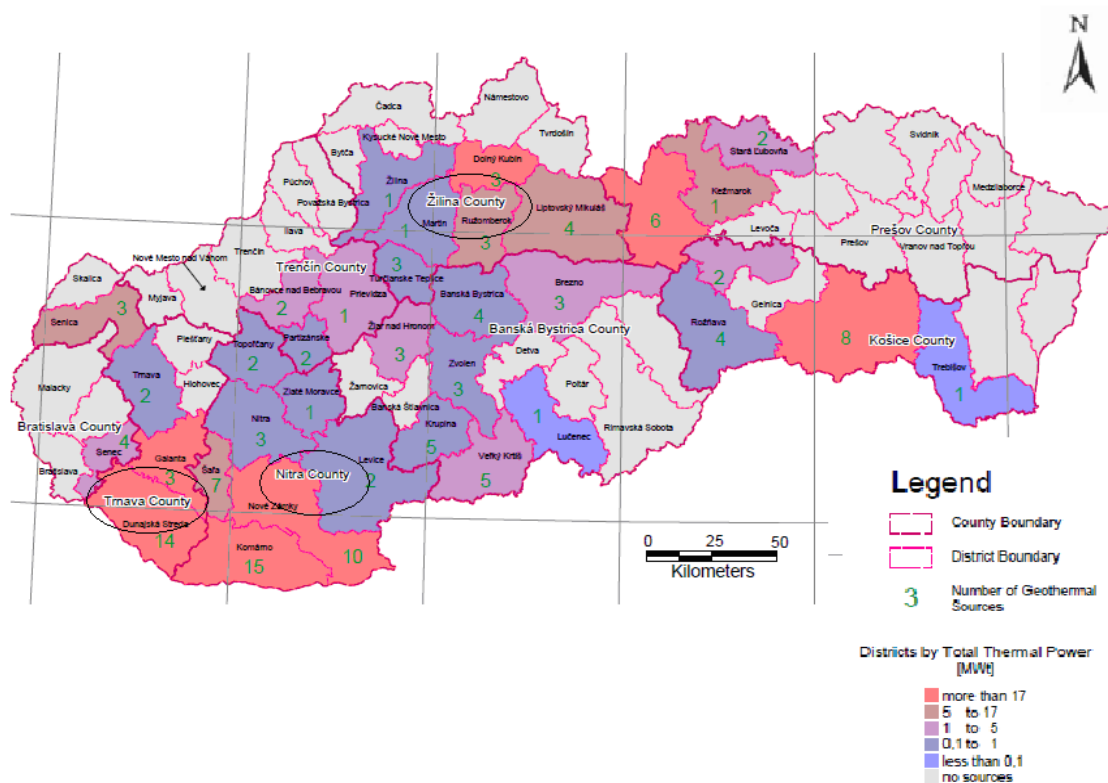 N
Námestovo
Čadca
Kysucké Nové Mesto
Tvrdošín
Bytča
Dolný Kubín
3
Svidník
2
Stará Ľubovňa
Púchov
Žilina
1
Považská Bystrica
Žilina County
Martin
1
Ružomberok
3
Liptovský Mikuláš
4
6
Kežmarok
1
Medzilaborce
Ilava
Levoča
Prešov County
Prešov
Vranov nad Topľou
Trenčín
Nové Mesto nad Váhom
Trenčín County
3
Turčianske Teplice
Skalica
Myjava
Bánovce nad Bebravou
2
Prievidza
1
Banská Bystrica
4
Brezno
3
2
Gelnica
Senica
3
Piešťany
Topoľčany
2
Partizánske
2
Žiar nad Hronom
3
Banská Bystrica County
Rožňava
4
8
Košice County
Trebišov
1
Zvolen
3
Detva
Poltár
Malacky
Trnava
2
Hlohovec
Zlaté Moravce
1
Žarnovica
Banská Štiavnica
Krupina
5
1
Lučenec
Rimavská Sobota
Bratislava County
Bratislava
Senec
4
Nitra
3
Galanta
3
Šaľa
7
Levice
2
Veľký Krtíš
5
Nitra County
Nové Zámky
Trnava County
Dunajská Streda
14
Komárno
15
10
0 25 50
Kilometers
Legend
County Boundary
District Boundary
3 Number of Geothermal
Sources
Districts by Total Thermal Power
[MWt]
more than 17
5 to 17
1 to 5
0,1 to 1
less than 0,1
no sources